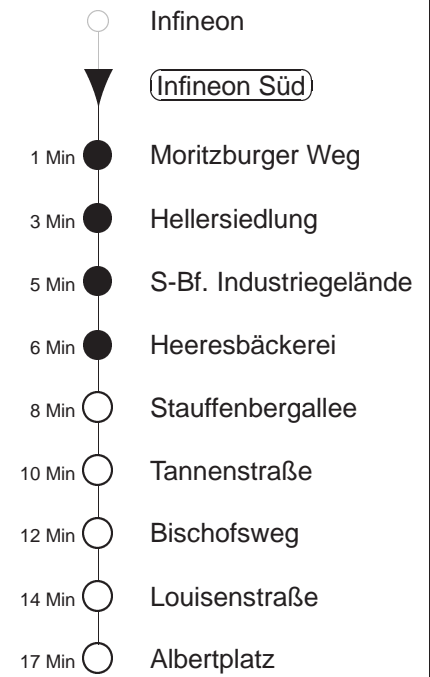 Infineon
Infineon Süd
1 Min Moritzburger Weg
3 Min Hellersiedlung
5 Min S-Bf. Industriegelände
6 Min Heeresbäckerei
8 Min Stauffenbergallee
10 Min Tannenstraße
12 Min Bischofsweg
14 Min Louisenstraße
17 Min Albertplatz